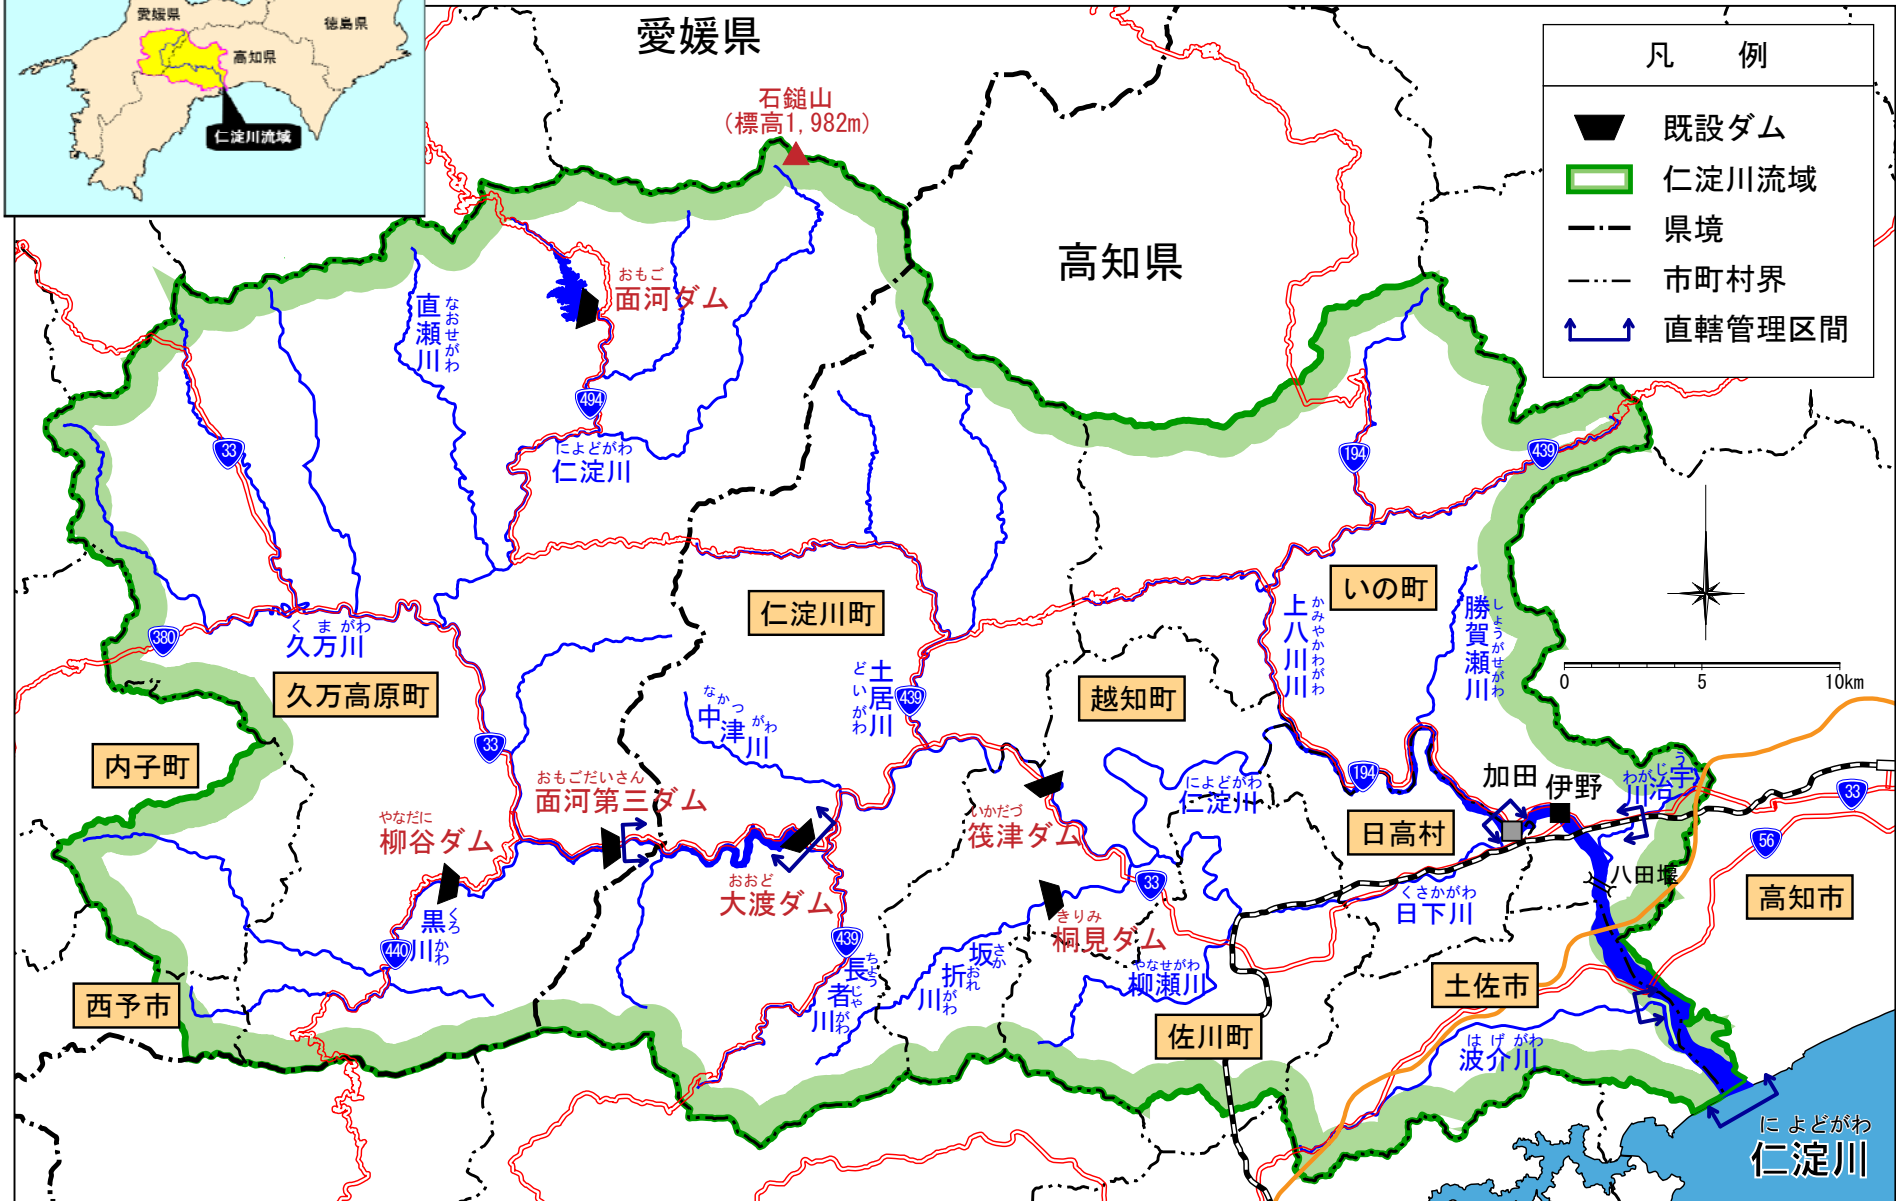 愛媛県
徳島県
高知県
仁淀川流域
愛媛県
石鎚山
(標高1,982m)
高知県
凡 例
既設ダム
仁淀川流域
県境
市町村界
直轄管理区間
おもご
面河ダム
直瀬川
なおせがわ
494
33
によどがわ
仁淀川
194
439
380
くまがわ
久万川
久万高原町
仁淀川町
いの町
上八川川
かみやかわがわ
勝賀瀬川
しょうがせがわ
0 5 10km
土居川
どいがわ
439
越知町
なかつがわ
中津川
33
内子町
おもごだいさん
面河第三ダム
やなだに
柳谷ダム
いかだづ
筏津ダム
によどがわ
仁淀川
194
加田
伊野
うじがわ
宇治川
わ
33
日高村
56
おおど
大渡ダム
33
八田堰
くさかがわ
日下川
高知市
黒川
くろかわ
440
439
きりみ
桐見ダム
長者川
ちょうじゃがわ
坂折川
さかおれがわ
やなせがわ
柳瀬川
土佐市
西予市
佐川町
はげがわ
波介川
によどがわ
仁淀川